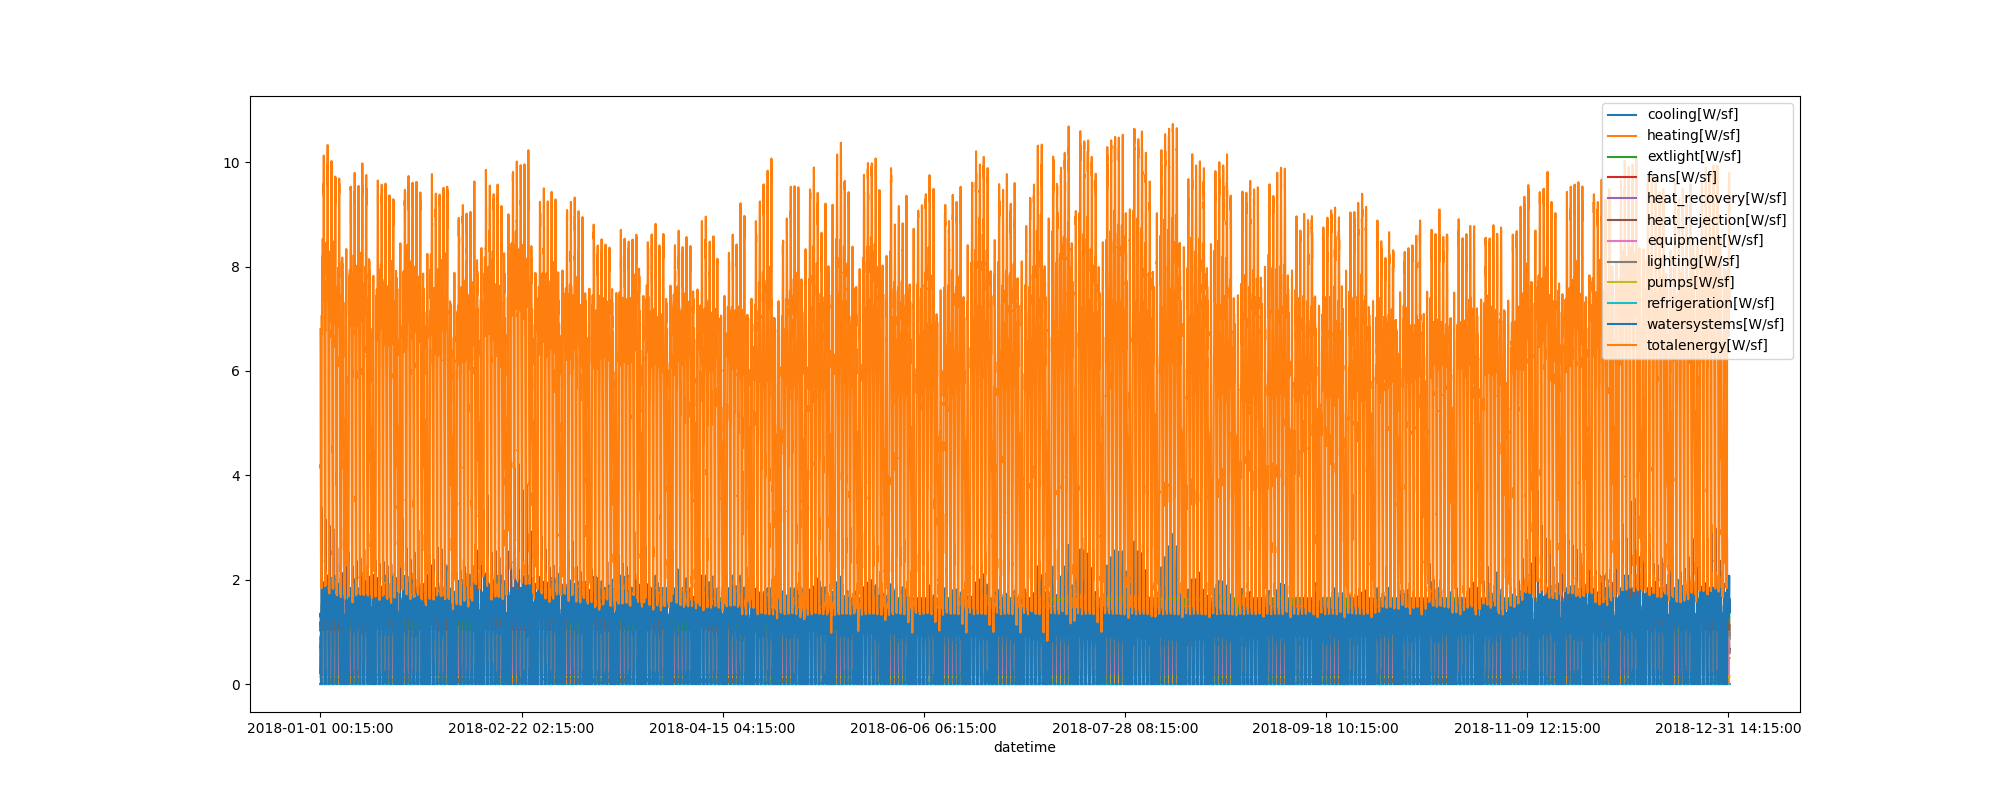 10
8
6
4
2
0
cooling[W/sf]
heating[W/sf]
extlight[W/sf]
fans[W/sf]
heat_recovery[W/sf]
heat_rejection[W/sf]
equipment[W/sf]
lighting[W/sf]
pumps[W/sf]
refrigeration[W/sf]
watersystems[W/sf]
totalenergy[W/sf]
2018-01-01 00:15:00 2018-02-22 02:15:00 2018-04-15 04:15:00 2018-06-06 06:15:00 2018-07-28 08:15:00 2018-09-18 10:15:00 2018-11-09 12:15:00 2018-12-31 14:15:00
datetime